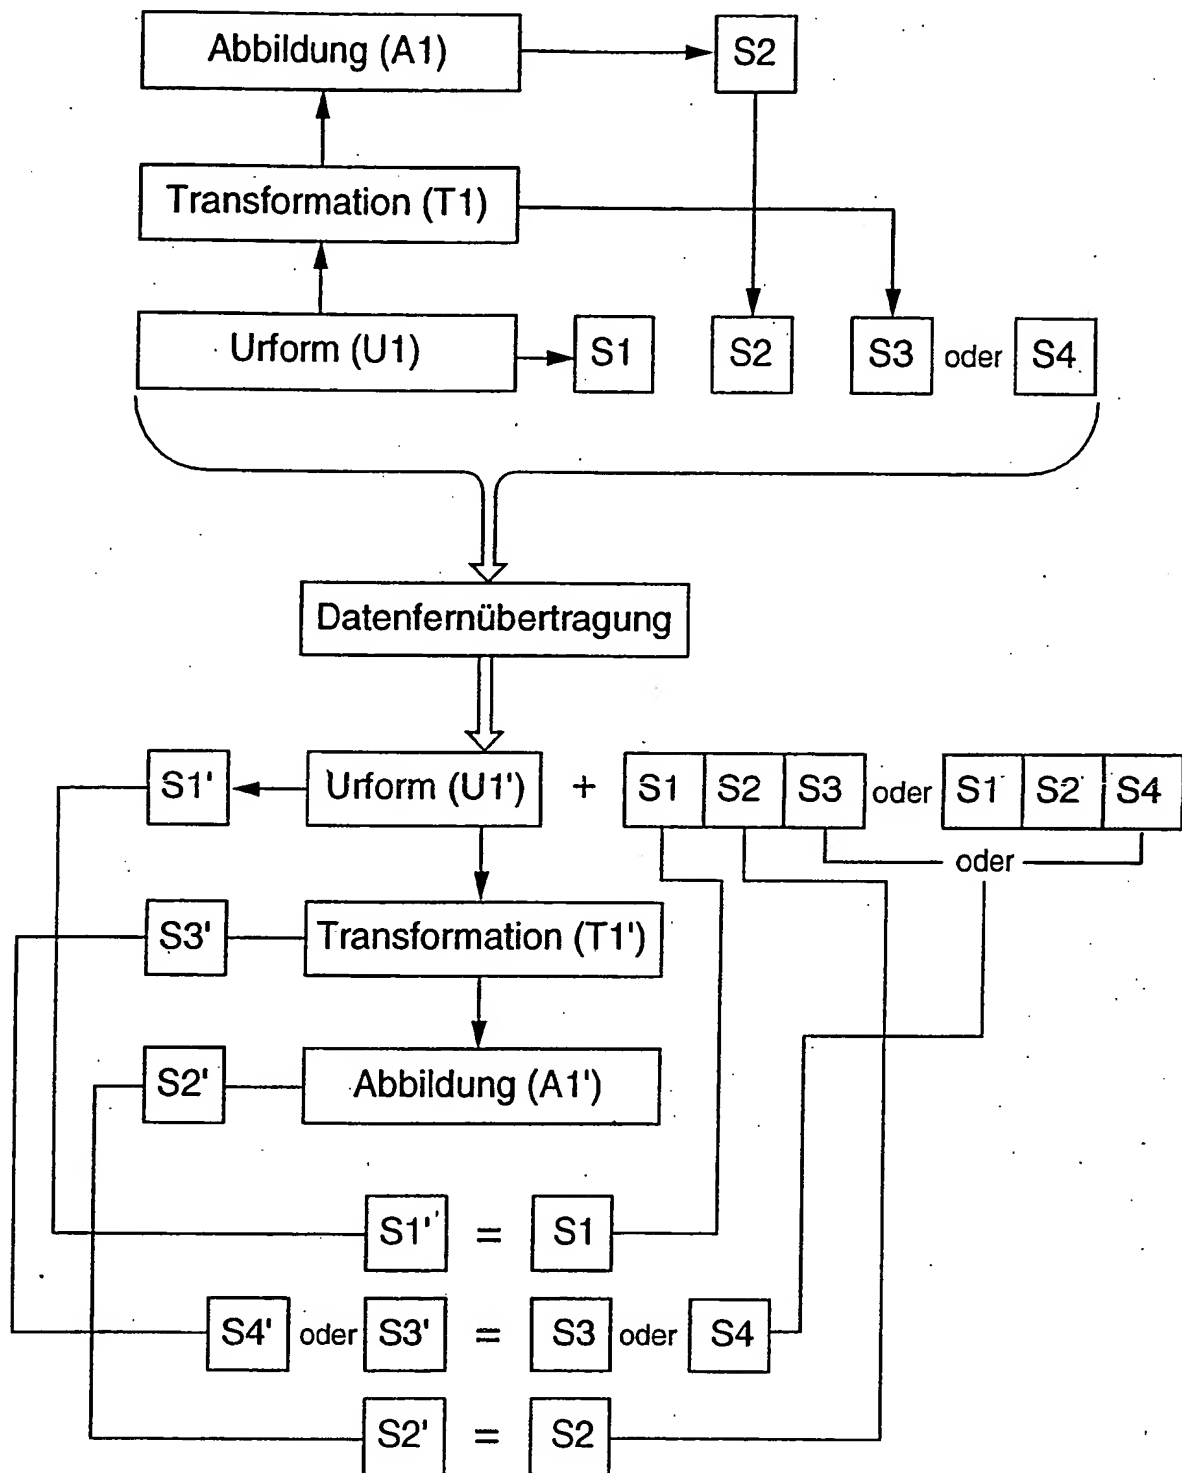 Abbildung (A1) S2
Transformation (T1)
Urform (U1) S1 S2 S3 oder S4
Datenfernübertragung
S1' Urform (U1') + S1 S2 S3 oder S1 S2 S4
oder
S3' Transformation (T1')
S2' Abbildung (A1')
S1' = S1
S4' oder S3' = S3 oder S4
S2' = S2